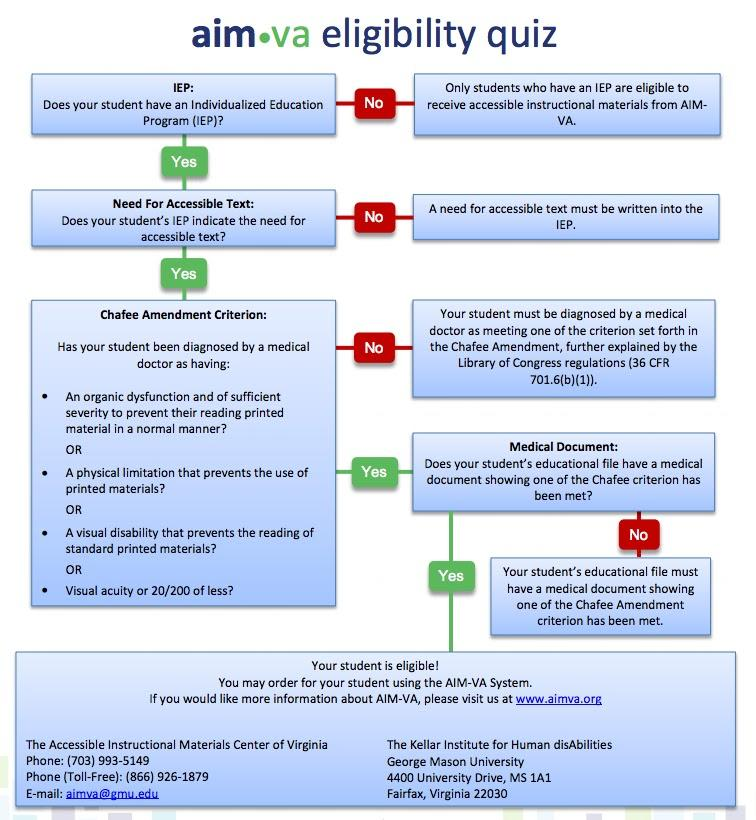 aim•va eligibility quiz
IEP:
Does your student have an Individualized Education
Program (IEP)?
No
Only students who have an IEP are eligible to
receive accessible instructional materials from AIM-
VA.
Yes
Need For Accessible Text:
Does your student's IEP indicate the need for
accessible text?
No
A need for accessible text must be written into the
IEP.
Yes
Chafee Amendment Criterion:
Has your student been diagnosed by a medical
doctor as having:
• An organic dysfunction and of sufficient
severity to prevent their reading printed
material in a normal manner?
OR
• A physical limitation that prevents the use of
printed materials?
OR
• A visual disability that prevents the reading of
standard printed materials?
OR
• Visual acuity or 20/200 of less?
No
Your student must be diagnosed by a medical
doctor as meeting one of the criterion set forth in
the Chafee Amendment, further explained by the
Library of Congress regulations (36 CFR
701.6(b)(1)).
Yes
Medical Document:
Does your student's educational file have a medical
document showing one of the Chafee criterion has
been met?
No
Your student's educational file must
have a medical document showing
one of the Chafee Amendment
criterion has been met.
Yes
Your student is eligible!
You may order for your student using the AIM-VA System.
If you would like more information about AIM-VA, please visit us at www.aimva.org
The Accessible Instructional Materials Center of Virginia
Phone: (703) 993-5149
Phone (Toll-Free): (866) 926-1879
E-mail: aimva@gmu.edu
The Kellar Institute for Human disAbilities
George Mason University
4400 University Drive, MS 1A1
Fairfax, Virginia 22030